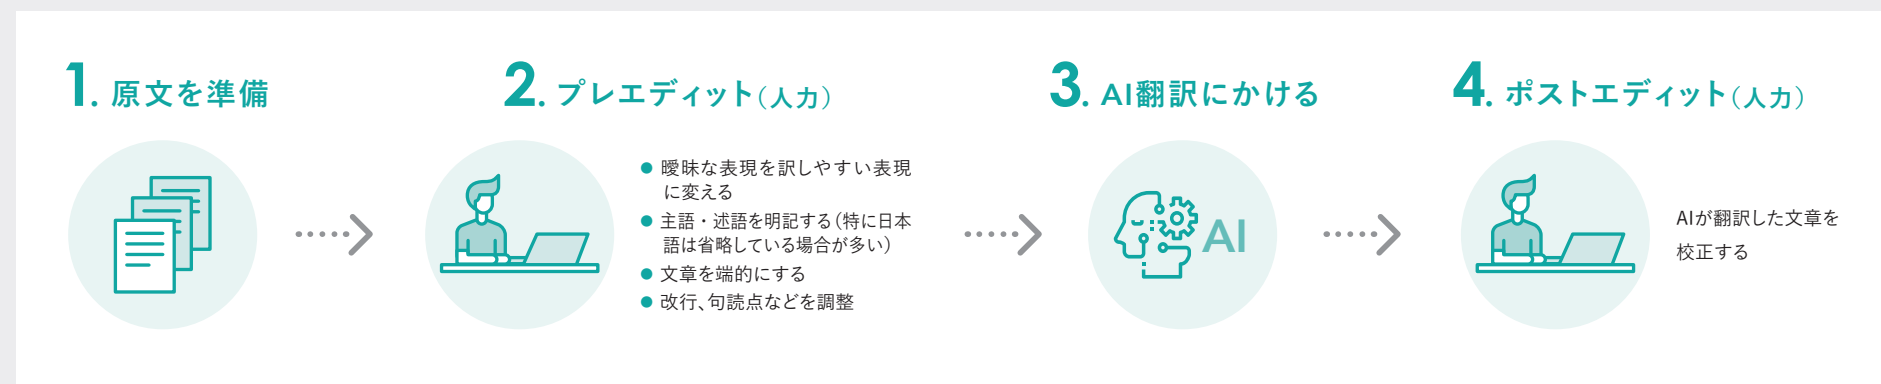 1. 原文を準備
2. プレエディット（人力）
● 曖昧な表現を訳しやすい表現
に変える
● 主語・述語を明記する（特に日本
語は省略している場合が多い）
● 文章を端的にする
● 改行、句読点などを調整
3. AI翻訳にかける
AI
4. ポストエディット（人力）
AIが翻訳した文章を
校正する